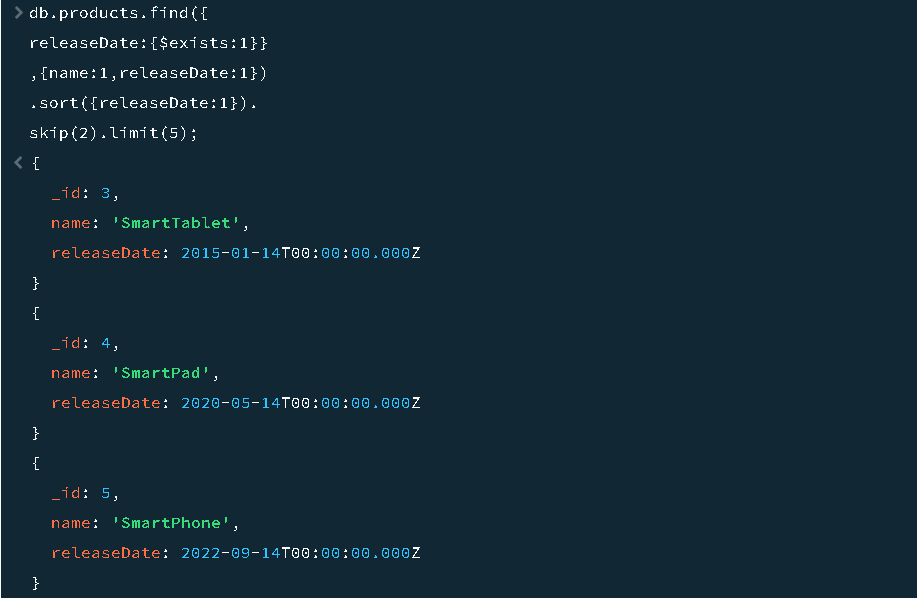 db.products.find({
releaseDate:{$exists:1}}
,{name:1,releaseDate:1})
.sort({releaseDate:1}).
skip(2).limit(5);
{
_id: 3,
name: 'SmartTablet',
releaseDate: 2015-01-14T00:00:00.000Z
}
{
_id: 4,
name: 'SmartPad',
releaseDate: 2020-05-14T00:00:00.000Z
}
{
_id: 5,
name: 'SmartPhone',
releaseDate: 2022-09-14T00:00:00.000Z
}